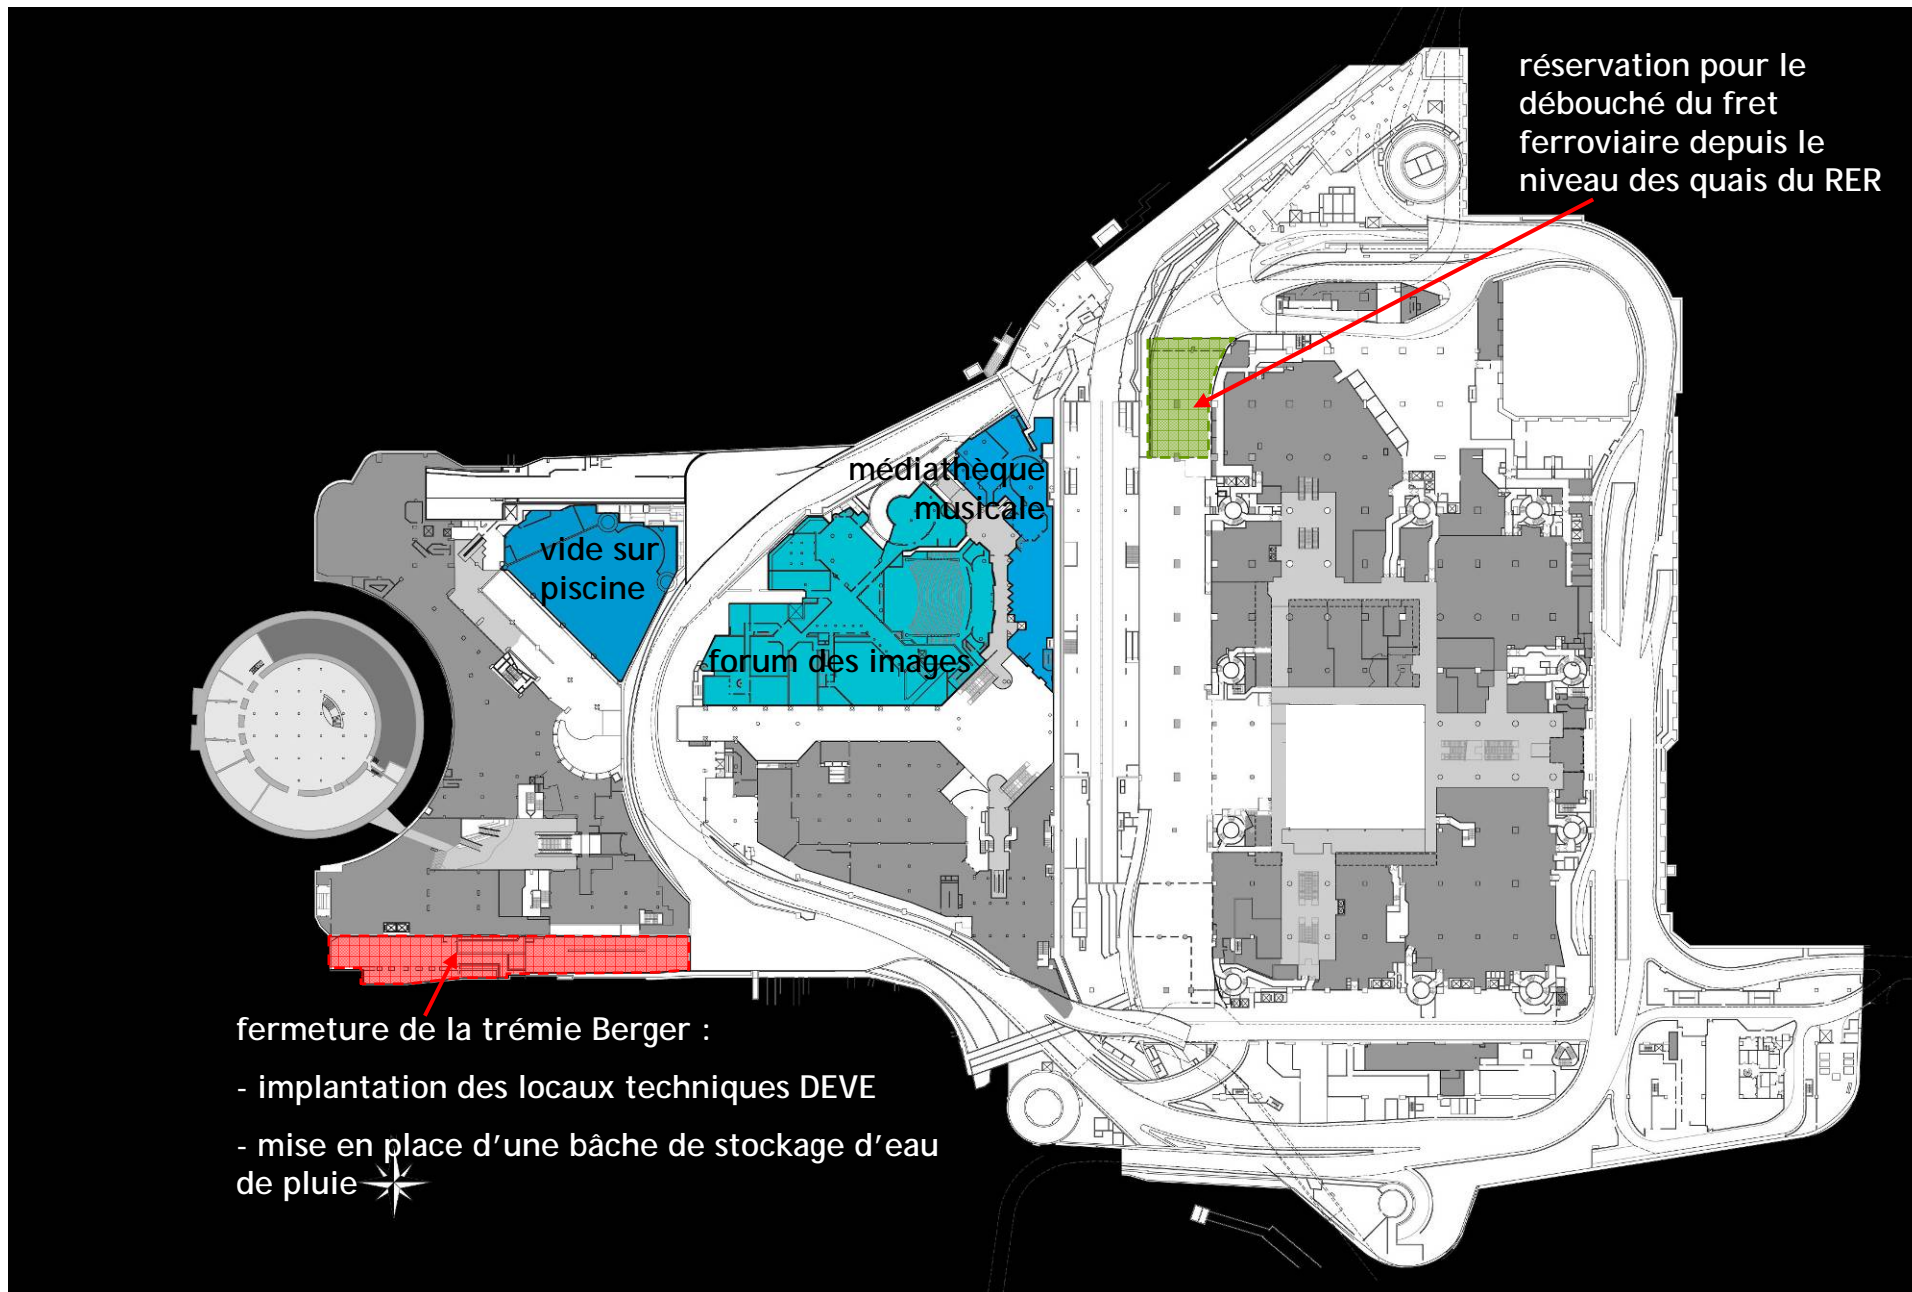 réservation pour le
débouché du fret
ferroviaire depuis le
niveau des quais du RER
médiathèque
musicale
vide sur
piscine
forum des images
fermeture de la trémie Berger :
- implantation des locaux techniques DEVE
- mise en place d’une bâche de stockage d’eau
de pluie